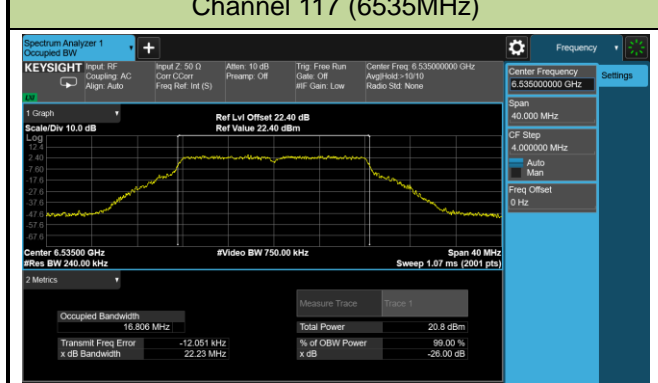 Channel 117 (6535MHz)
Spectrum Analyzer 1
Occupied BW
Frequency
KEYSIGHT
Input: RF
Coupling: AC
Align: Auto
Input Z: 50 Ω
Corr CCorr
Freq Ref: Int (S)
Atten: 10 dB
Preamp: Off
Trig: Free Run
Gate: Off
#IF Gain: Low
Center Freq: 6.535000000 GHz
Avg|Hold:>10/10
Radio Std: None
Center Frequency
6.535000000 GHz
Settings
Span
40.000 MHz
CF Step
4.000000 MHz
Auto
Man
Freq Offset
0 Hz
1 Graph
Scale/Div 10.0 dB
Ref Lvl Offset 22.40 dB
Ref Value 22.40 dBm
Log
12.4
2.40
-7.60
-17.6
-27.6
-37.6
-47.6
-57.6
-67.6
Center 6.53500 GHz
#Video BW 750.00 kHz
Span 40 MHz
#Res BW 240.00 kHz
Sweep 1.07 ms (2001 pts)
2 Metrics
Measure Trace
Trace 1
Occupied Bandwidth
16.806 MHz
Total Power
20.8 dBm
Transmit Freq Error
-12.051 kHz
% of OBW Power
99.00 %
x dB Bandwidth
22.23 MHz
x dB
-26.00 dB